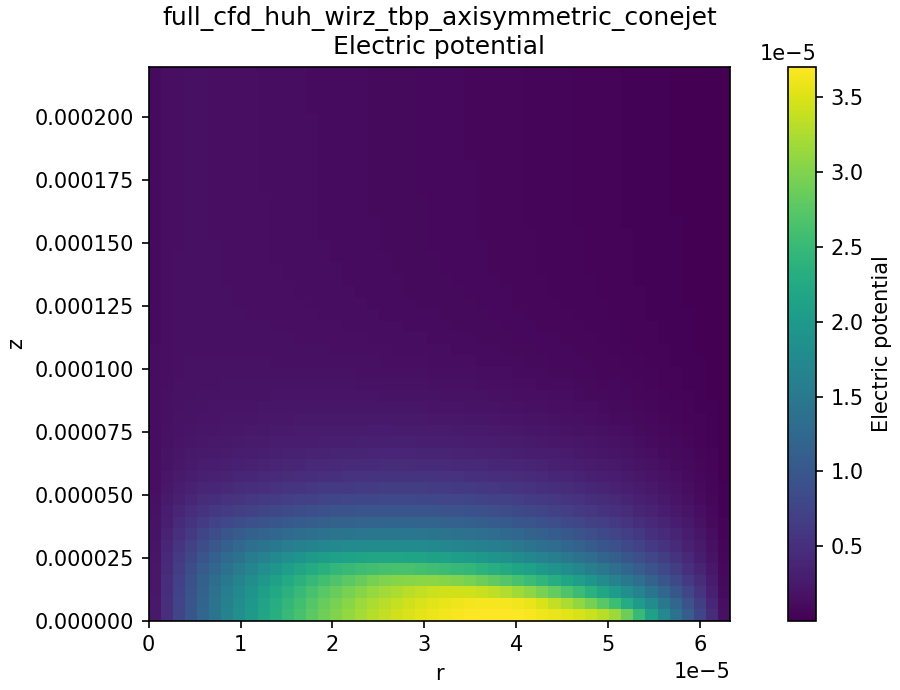 full_cfd_huh_wirz_tbp_axisymmetric_conejet
Electric potential
1e−5
0.000200
0.000175
0.000150
0.000125
0.000100
0.000075
0.000050
0.000025
0.000000
z
0 1 2 3 4 5 6
r
1e−5
3.5
3.0
2.5
2.0
1.5
1.0
0.5
Electric potential